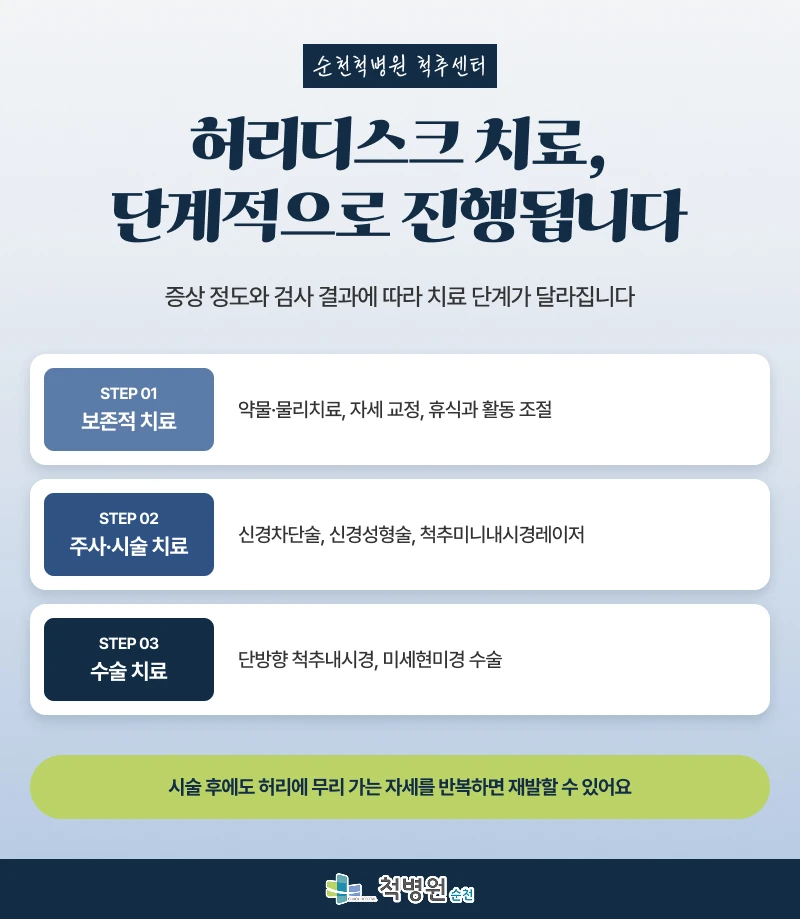 순천척병원 척추센터
허리디스크 치료,
단계적으로 진행됩니다
증상 정도와 검사 결과에 따라 치료 단계가 달라집니다
STEP 01
보존적 치료
약물·물리치료, 자세 교정, 휴식과 활동 조절
STEP 02
주사·시술 치료
신경차단술, 신경성형술, 척추미니내시경레이저
STEP 03
수술 치료
단방향 척추내시경, 미세현미경 수술
시술 후에도 허리에 무리 가는 자세를 반복하면 재발할 수 있어요
척병원 순천